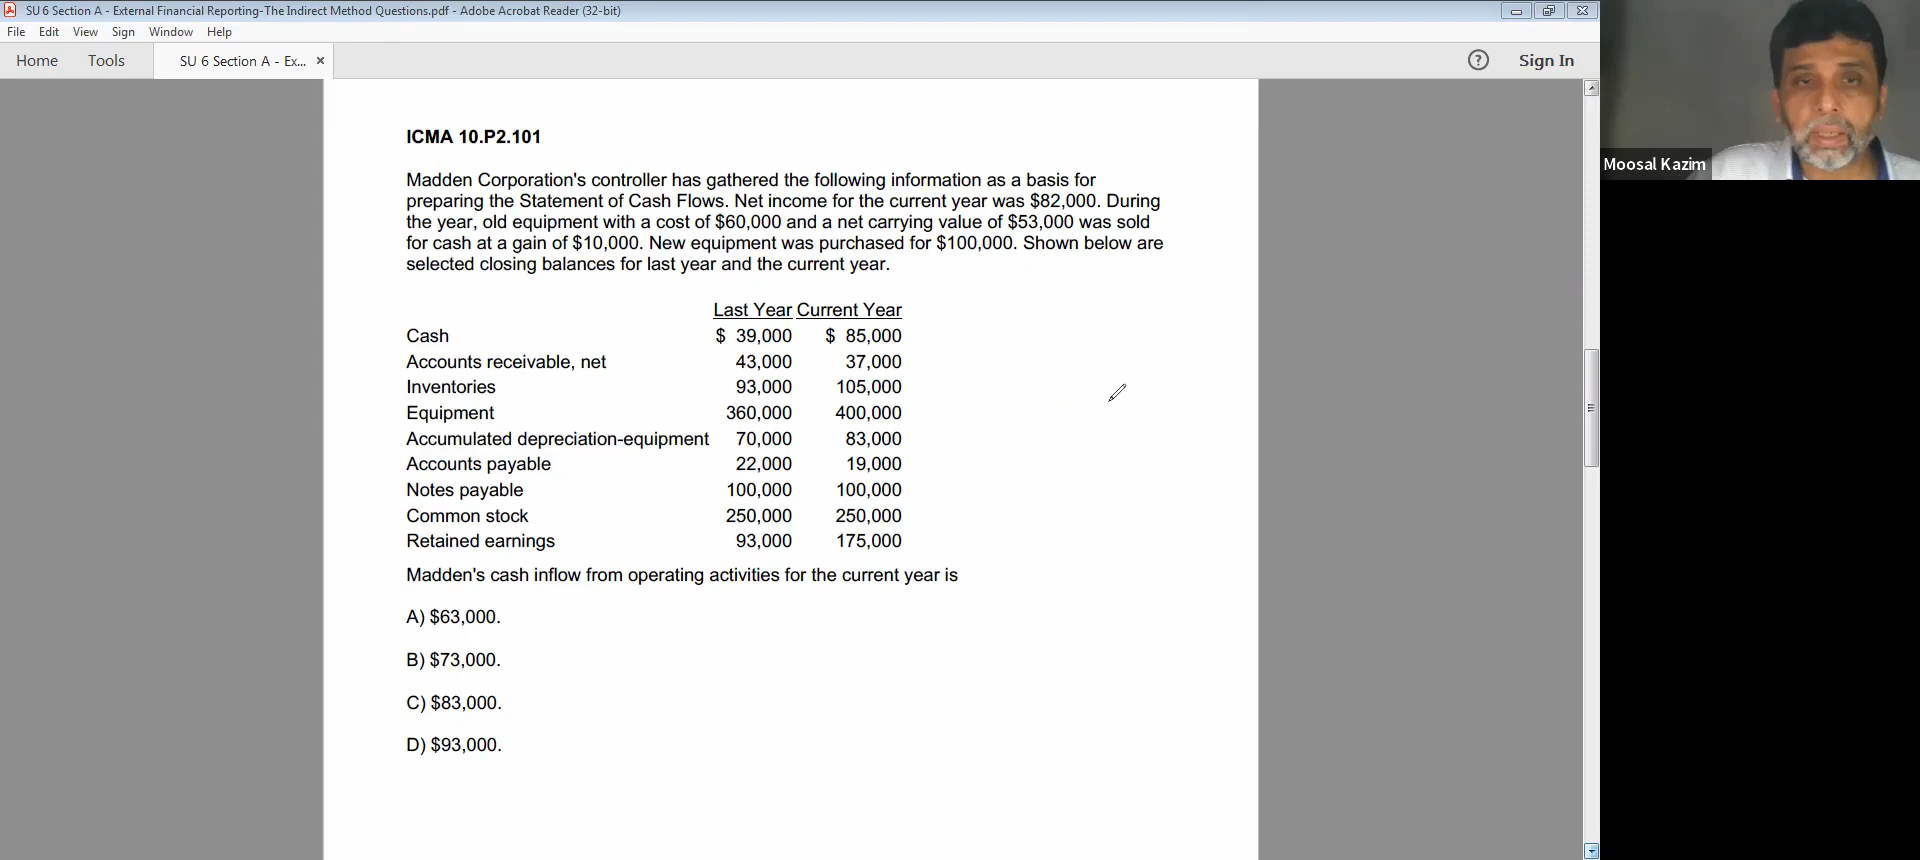 SU 6 Section A - External Financial Reporting-The Indirect Method Questions.pdf - Adobe Acrobat Reader (32-bit)
File Edit View Sign Window Help
Home Tools SU 6 Section A - Ex... × ? Sign In
Moosal Kazim
ICMA 10.P2.101
Madden Corporation's controller has gathered the following information as a basis for
preparing the Statement of Cash Flows. Net income for the current year was $82,000. During
the year, old equipment with a cost of $60,000 and a net carrying value of $53,000 was sold
for cash at a gain of $10,000. New equipment was purchased for $100,000. Shown below are
selected closing balances for last year and the current year.
Last Year Current Year
Cash $ 39,000 $ 85,000
Accounts receivable, net 43,000 37,000
Inventories 93,000 105,000
Equipment 360,000 400,000
Accumulated depreciation-equipment 70,000 83,000
Accounts payable 22,000 19,000
Notes payable 100,000 100,000
Common stock 250,000 250,000
Retained earnings 93,000 175,000
Madden's cash inflow from operating activities for the current year is
A) $63,000.
B) $73,000.
C) $83,000.
D) $93,000.